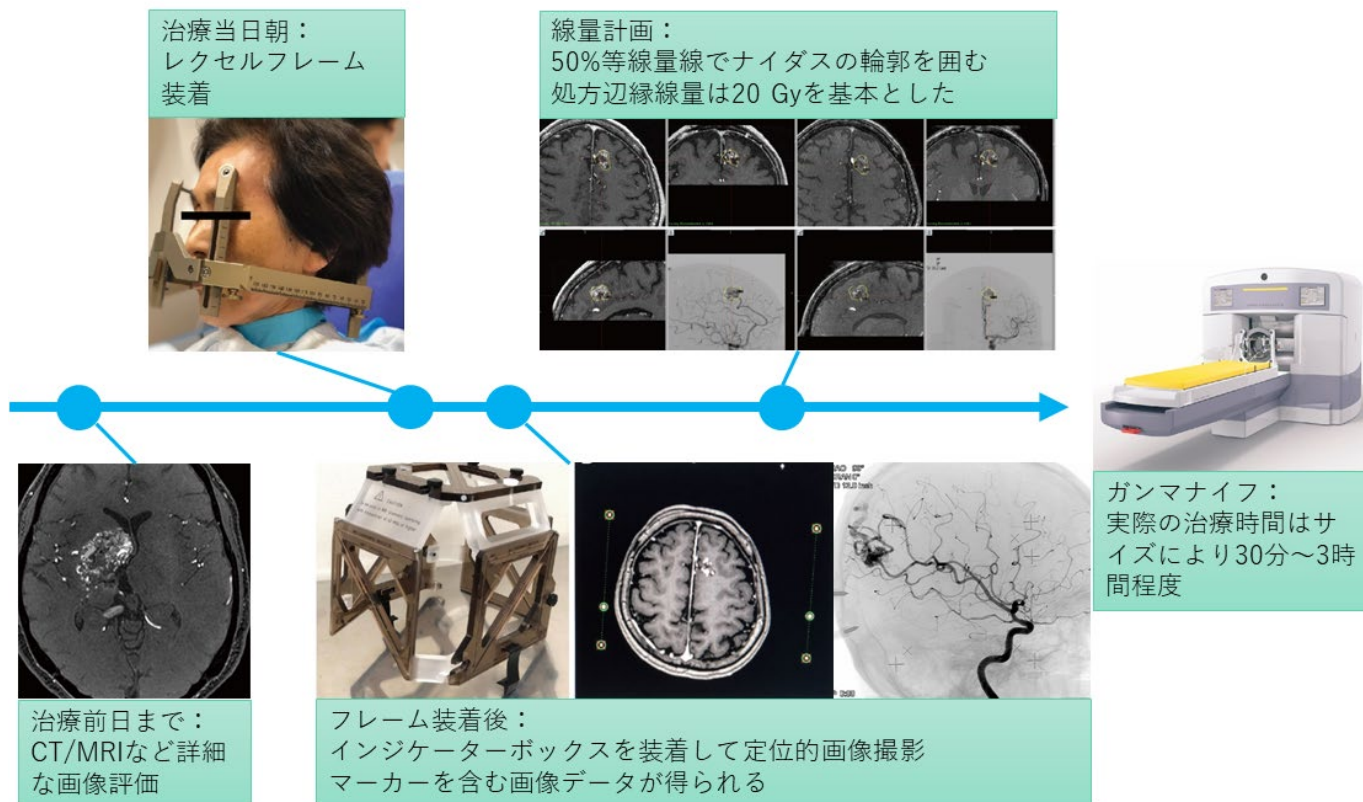 治療当日朝：
レクセルフレーム
装着
線量計画：
50%等線量線でナイダスの輪郭を囲む
処方辺縁線量は20 Gyを基本とした
治療前日まで：
CT/MRIなど詳細
な画像評価
CAUTION
フレーム装着後：
インジケーターボックスを装着して定位的画像撮影
マーカーを含む画像データが得られる
ガンマナイフ：
実際の治療時間はサ
イズにより30分～3時
間程度